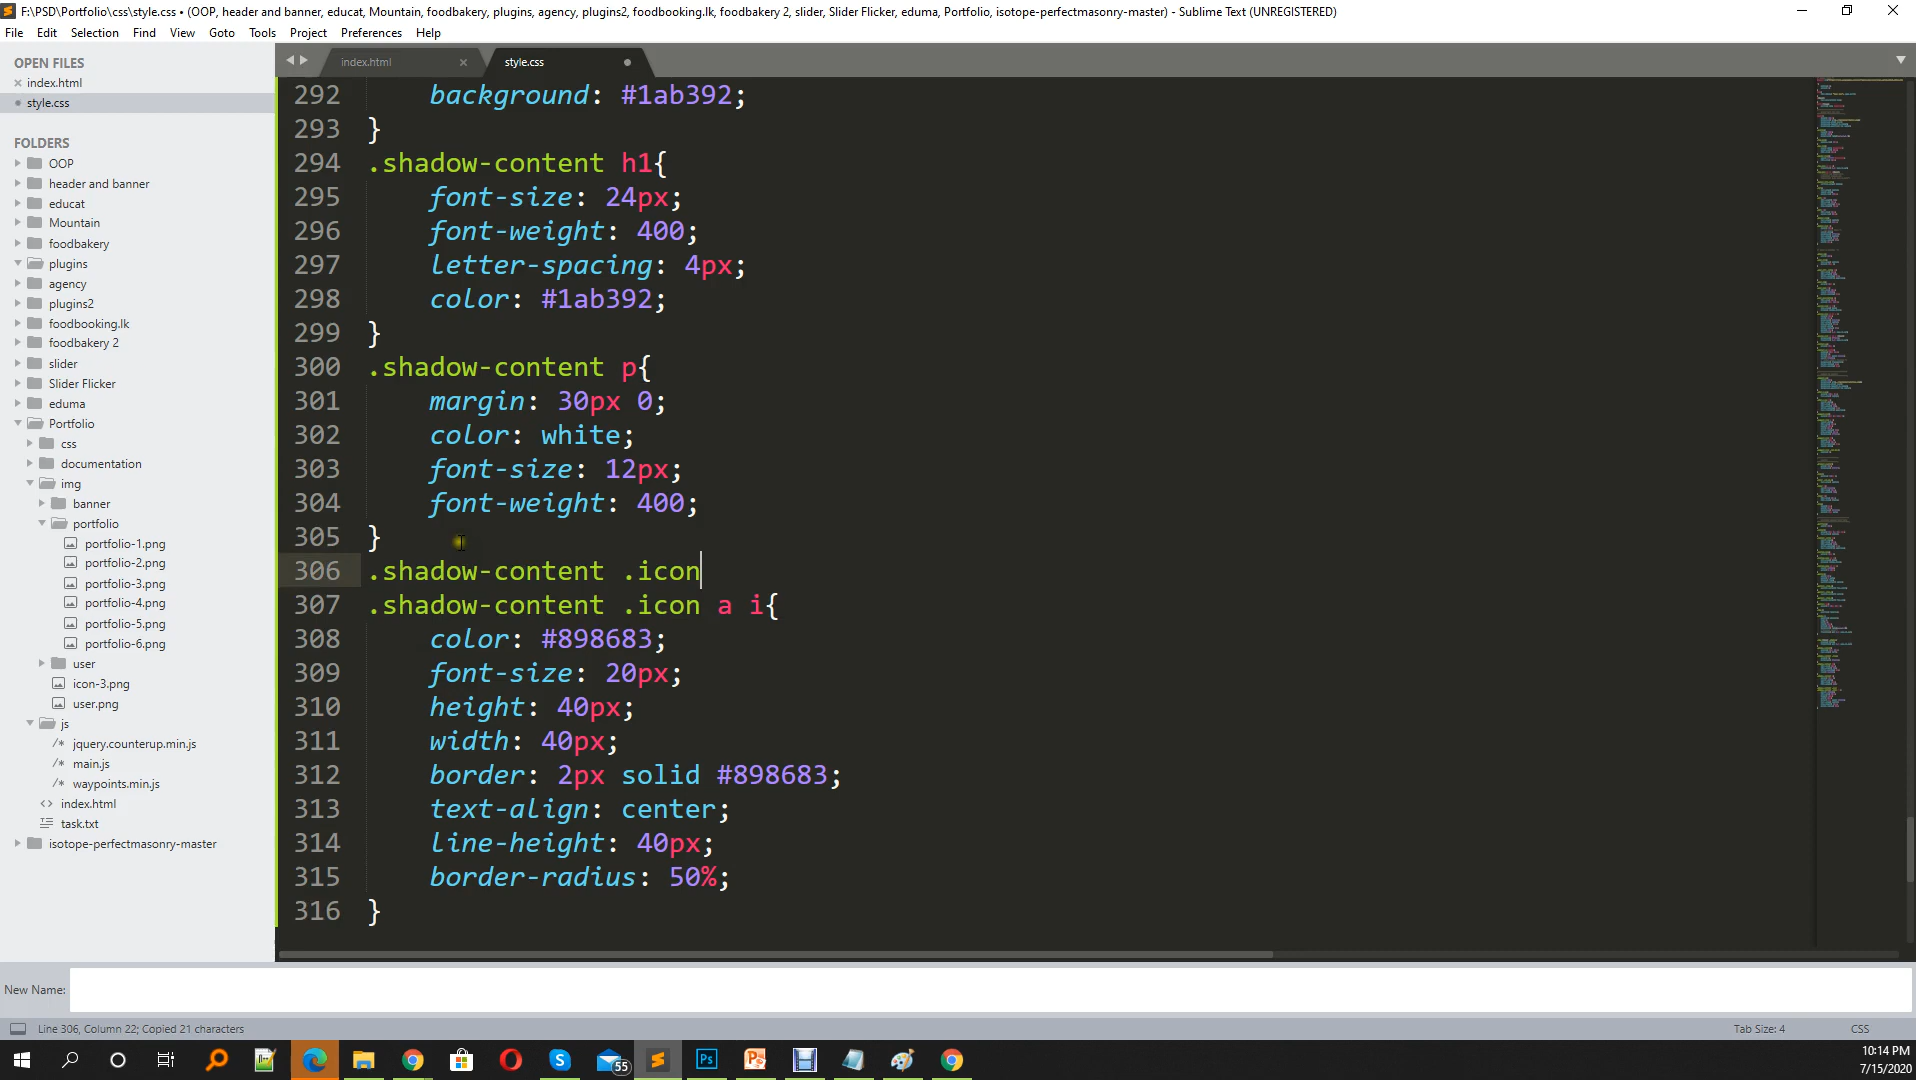 F:\PSD\Portfolio\css\style.css • (OOP, header and banner, educat, Mountain, foodbakery, plugins, agency, plugins2, foodbooking.lk, foodbakery 2, slider, Slider Flicker, eduma, Portfolio, isotope-perfectmasonry-master) - Sublime Text (UNREGISTERED)
File Edit Selection Find View Goto Tools Project Preferences Help
OPEN FILES
index.html
style.css
FOLDERS
OOP
header and banner
educat
Mountain
foodbakery
plugins
agency
plugins2
foodbooking.lk
foodbakery 2
slider
Slider Flicker
eduma
Portfolio
css
documentation
img
banner
portfolio
portfolio-1.png
portfolio-2.png
portfolio-3.png
portfolio-4.png
portfolio-5.png
portfolio-6.png
user
icon-3.png
user.png
js
/* jquery.counterup.min.js
/* main.js
/* waypoints.min.js
<> index.html
task.txt
isotope-perfectmasonry-master
index.html style.css
292 background: #1ab392;
293 }
294 .shadow-content h1{
295 font-size: 24px;
296 font-weight: 400;
297 letter-spacing: 4px;
298 color: #1ab392;
299 }
300 .shadow-content p{
301 margin: 30px 0;
302 color: white;
303 font-size: 12px;
304 font-weight: 400;
305 }
306 .shadow-content .icon
307 .shadow-content .icon a i{
308 color: #898683;
309 font-size: 20px;
310 height: 40px;
311 width: 40px;
312 border: 2px solid #898683;
313 text-align: center;
314 line-height: 40px;
315 border-radius: 50%;
316 }
New Name:
Line 306, Column 22; Copied 21 characters Tab Size: 4 CSS
55
Ps
10:14 PM
7/15/2020